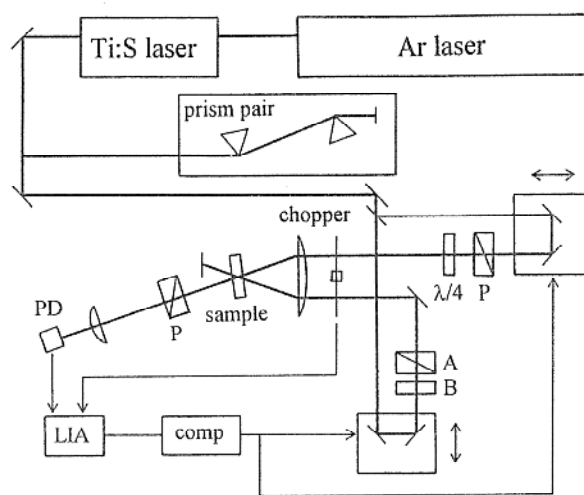 Ti:S laser
Ar laser
prism pair
chopper
λ/4
P
PD
P
sample
A
B
LIA
comp